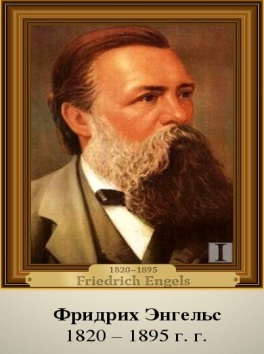 I
1820-1895
Friedrich Engels
Фридрих Энгельс
1820 – 1895 г. г.